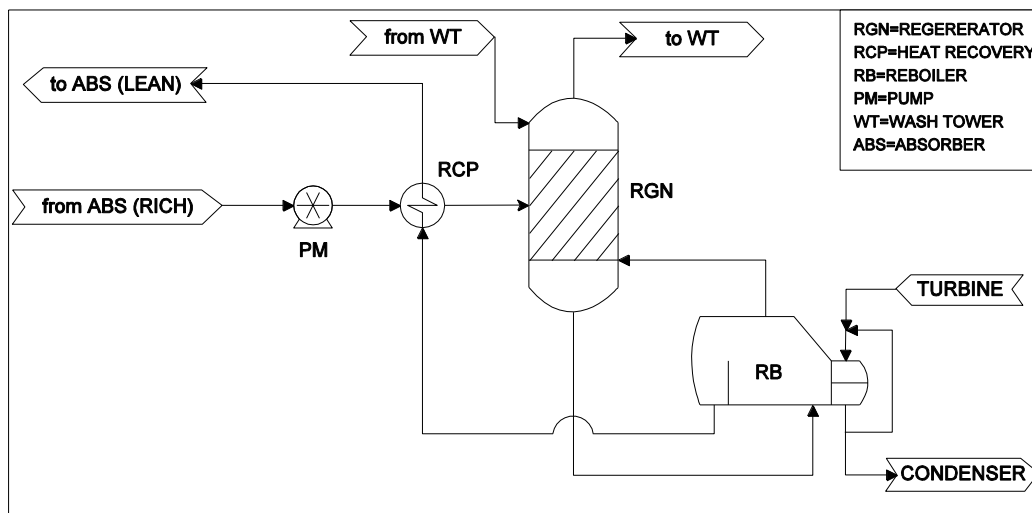 from WT
to WT
RGN=REGERERATOR
RCP=HEAT RECOVERY
RB=REBOILER
PM=PUMP
WT=WASH TOWER
ABS=ABSORBER
to ABS (LEAN)
RCP
RGN
from ABS (RICH)
PM
TURBINE
RB
CONDENSER